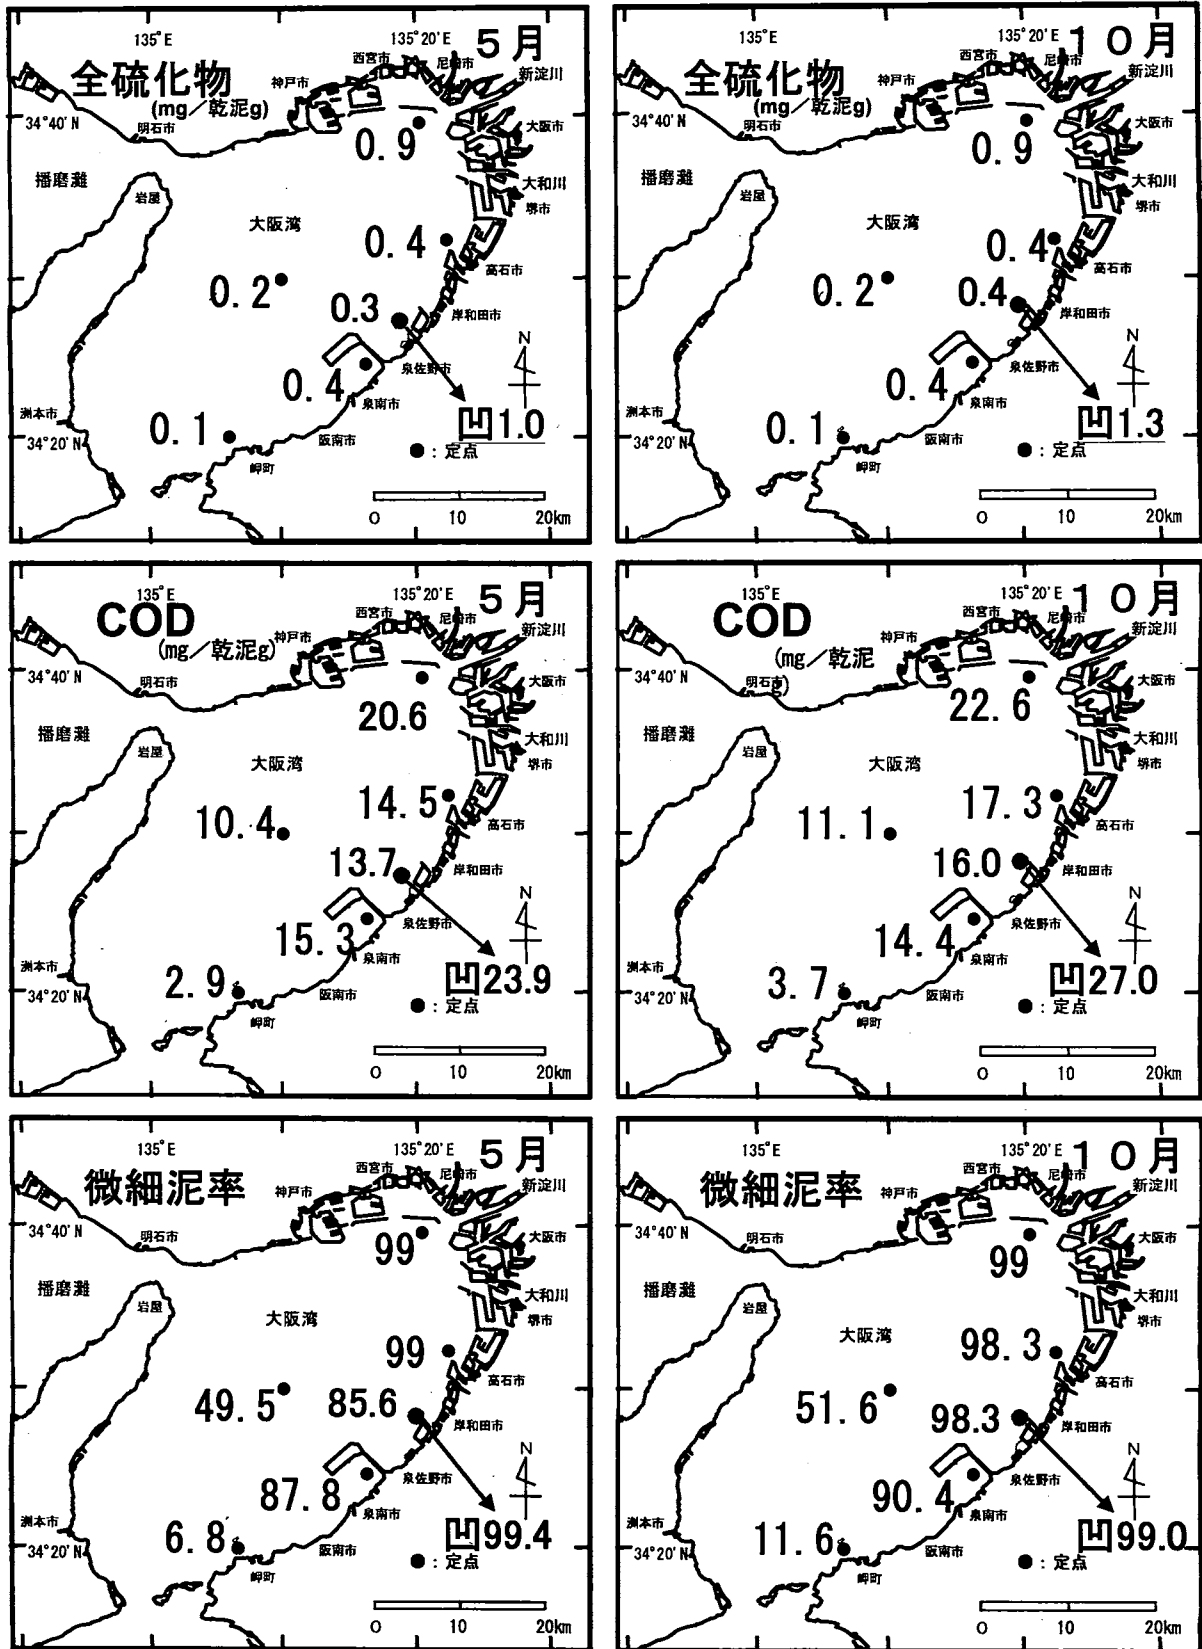 135°E
135°20'E
5月
全硫化物
(mg/乾泥g)
西宮市
尼崎市
新淀川
神戸市
34°40'N
明石市
0.9
大阪市
播磨灘
岩屋
大阪湾
大和川
堺市
0.4
高石市
0.2
0.3
岸和田市
N
泉佐野市
0.4
泉南市
洲本市
34°20'N
0.1
阪南市
凹1.0
岬町
●:定点
0 10 20km
135°E
135°20'E
10月
全硫化物
(mg/乾泥g)
西宮市
尼崎市
新淀川
神戸市
34°40'N
明石市
0.9
大阪市
播磨灘
岩屋
大阪湾
大和川
堺市
0.4
高石市
0.2
0.4
岸和田市
N
泉佐野市
0.4
泉南市
洲本市
34°20'N
0.1
阪南市
凹1.3
岬町
●:定点
0 10 20km
135°E
135°20'E
5月
COD
(mg/乾泥g)
西宮市
尼崎市
新淀川
神戸市
34°40'N
明石市
20.6
大阪市
播磨灘
岩屋
大阪湾
大和川
堺市
14.5
高石市
10.4
13.7
岸和田市
N
泉佐野市
15.3
泉南市
洲本市
34°20'N
2.9
阪南市
凹23.9
岬町
●:定点
0 10 20km
135°E
135°20'E
10月
COD
(mg/乾泥
g)
西宮市
尼崎市
新淀川
神戸市
34°40'N
明石市
22.6
大阪市
播磨灘
岩屋
大阪湾
大和川
堺市
17.3
高石市
11.1
16.0
岸和田市
N
泉佐野市
14.4
泉南市
洲本市
34°20'N
3.7
阪南市
凹27.0
岬町
●:定点
0 10 20km
135°E
135°20'E
5月
微細泥率
西宮市
尼崎市
新淀川
神戸市
34°40'N
明石市
99
大阪市
播磨灘
岩屋
大阪湾
大和川
堺市
99
高石市
49.5
85.6
岸和田市
N
泉佐野市
87.8
泉南市
洲本市
34°20'N
6.8
阪南市
凹99.4
岬町
●:定点
0 10 20km
135°E
135°20'E
10月
微細泥率
西宮市
尼崎市
新淀川
神戸市
34°40'N
明石市
99
大阪市
播磨灘
岩屋
大阪湾
大和川
堺市
98.3
高石市
51.6
98.3
岸和田市
N
泉佐野市
90.4
泉南市
洲本市
34°20'N
11.6
阪南市
凹99.0
岬町
●:定点
0 10 20km